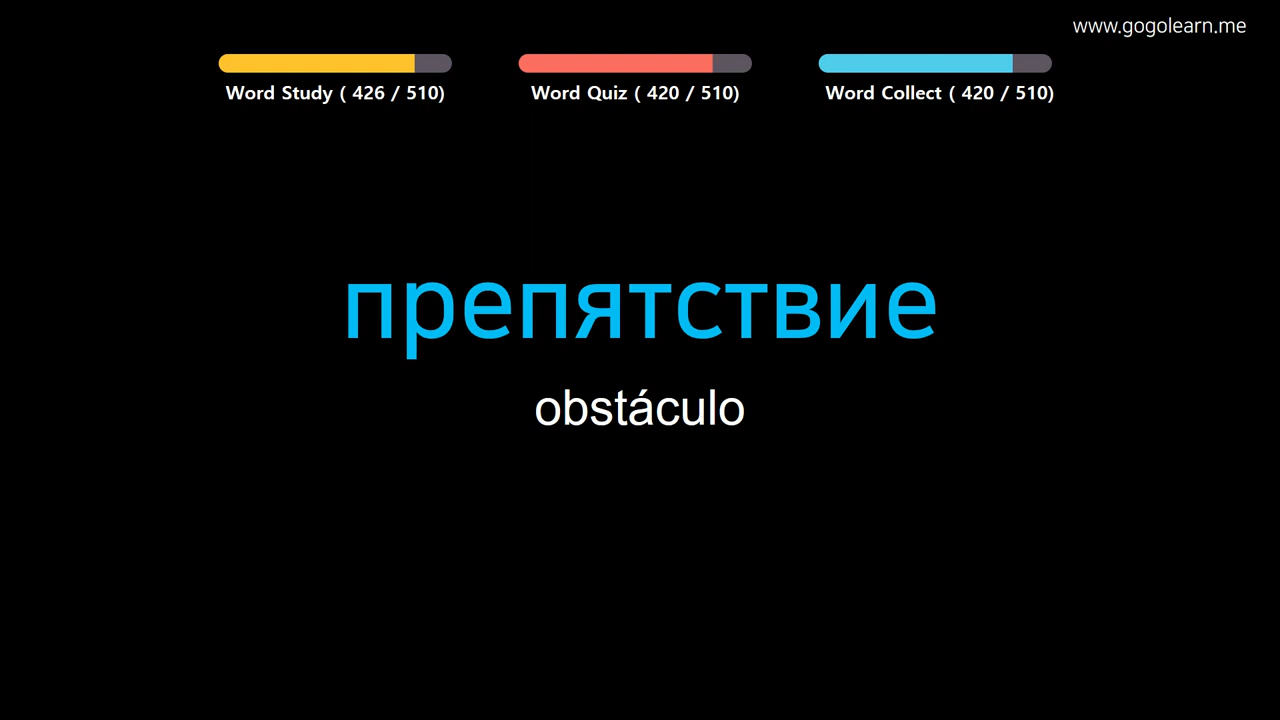 www.gogolearn.me
Word Study ( 426 / 510)
Word Quiz ( 420 / 510)
Word Collect ( 420 / 510)
препятствие
obstáculo